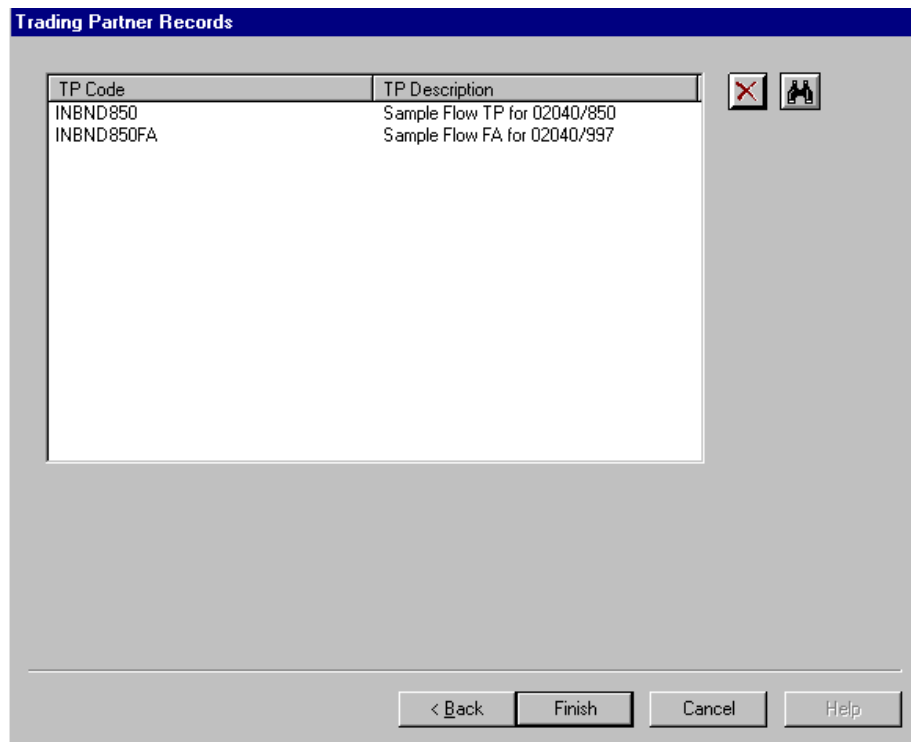 Trading Partner Records
TP Code TP Description
INBND850 Sample Flow TP for 02040/850
INBND850FA Sample Flow FA for 02040/997
< Back Finish Cancel Help